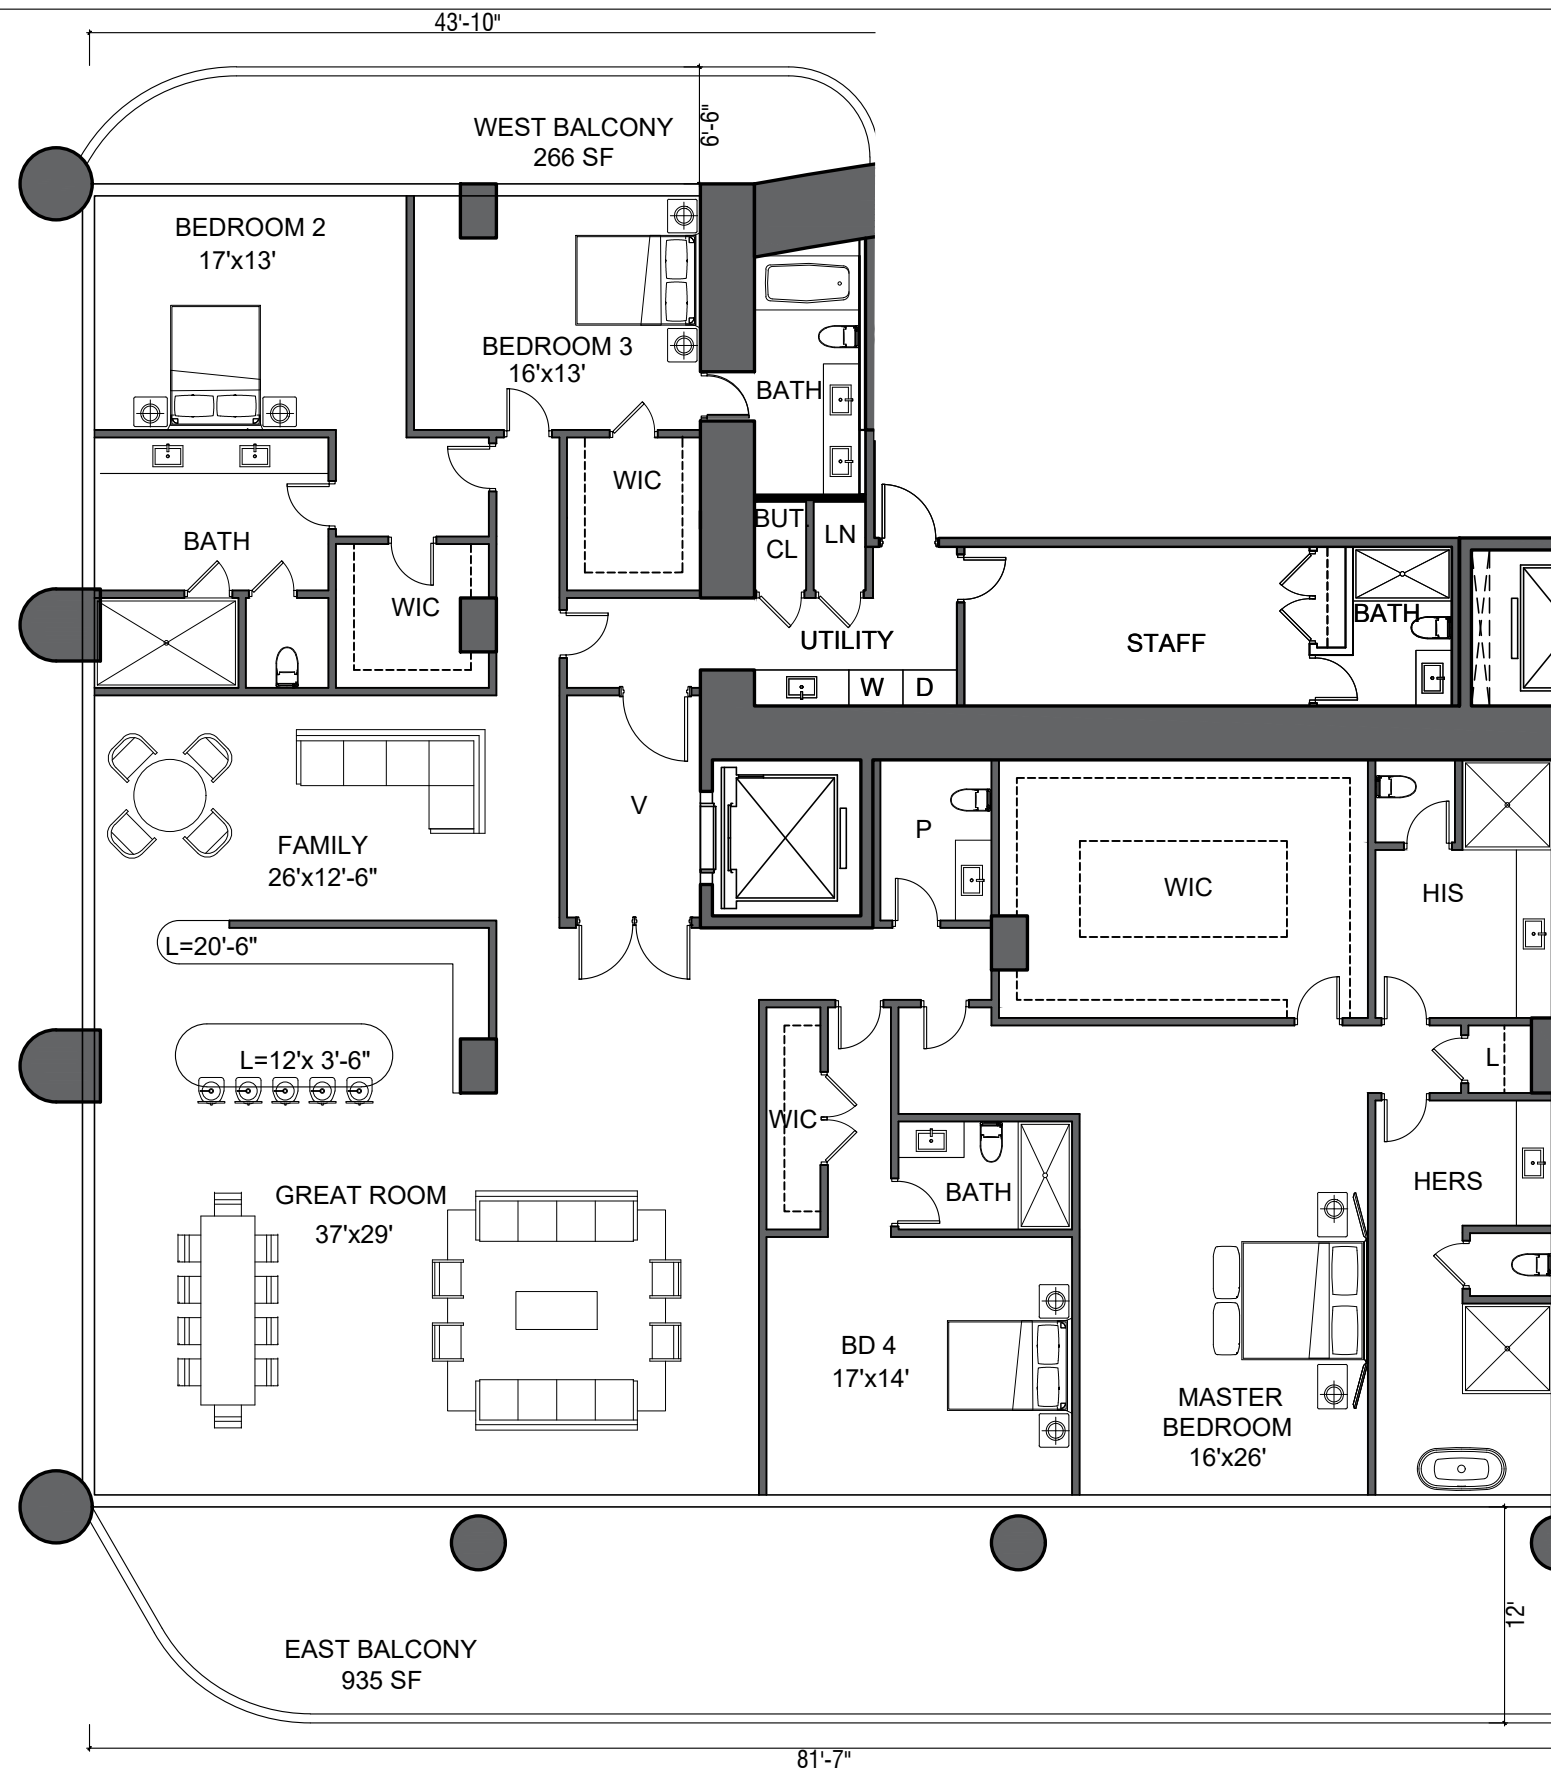 43'-10"
WEST BALCONY
266 SF
6'-6"
BEDROOM 2
17'x13'
BEDROOM 3
16'x13'
BATH
WIC
BATH
BUT.
CL
LN
WIC
UTILITY
STAFF
BATH
W
D
V
P
FAMILY
26'x12'-6"
WIC
HIS
L=20'-6"
L=12'x 3'-6"
L
WIC
BATH
HERS
GREAT ROOM
37'x29'
BD 4
17'x14'
MASTER
BEDROOM
16'x26'
12'
EAST BALCONY
935 SF
81'-7"